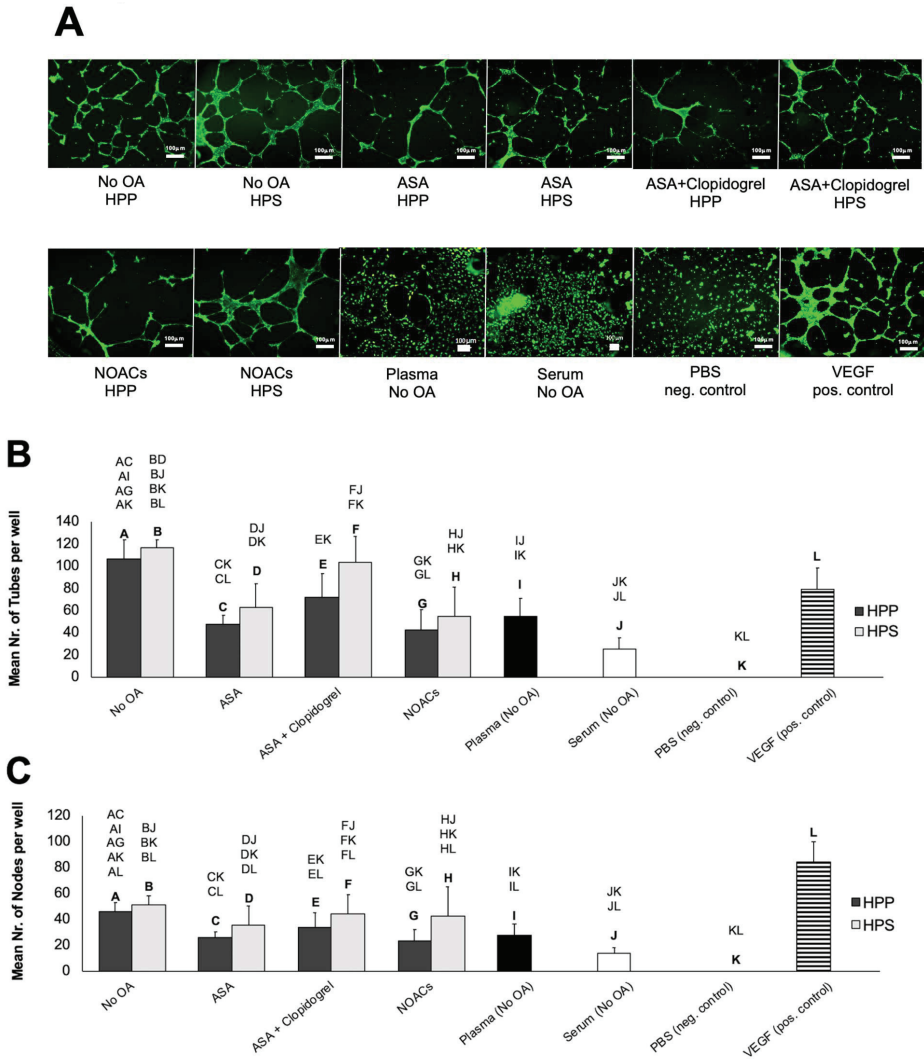 A
100μm
100μm
100μm
100μm
100μm
100μm
No OA
HPP
No OA
HPS
ASA
HPP
ASA
HPS
ASA+Clopidogrel
HPP
ASA+Clopidogrel
HPS
100μm
100μm
100μm
100μm
100μm
NOACs
HPP
NOACs
HPS
Plasma
No OA
Serum
No OA
PBS
neg. control
VEGF
pos. control
B
Mean Nr. of Tubes per well
140
120
100
80
60
40
20
0
AC
AI
AG
AK
A
BD
BJ
BK
BL
B
CK
CL
C
DJ
DK
D
EK
E
FJ
FK
F
GK
GL
G
HJ
HK
H
IJ
IK
I
JK
JL
J
KL
K
L
HPP
HPS
No OA
ASA
ASA + Clopidogrel
NOACs
Plasma (No OA)
Serum (No OA)
PBS (neg. control)
VEGF (pos. control)
C
Mean Nr. of Nodes per well
120
100
80
60
40
20
0
AC
AI
AG
AK
AL
A
BJ
BK
BL
B
CK
CL
C
DJ
DK
DL
D
EK
EL
E
FJ
FK
FL
F
GK
GL
G
HJ
HK
HL
H
IK
IL
I
JK
JL
J
KL
K
L
HPP
HPS
No OA
ASA
ASA + Clopidogrel
NOACs
Plasma (No OA)
Serum (No OA)
PBS (neg. control)
VEGF (pos. control)